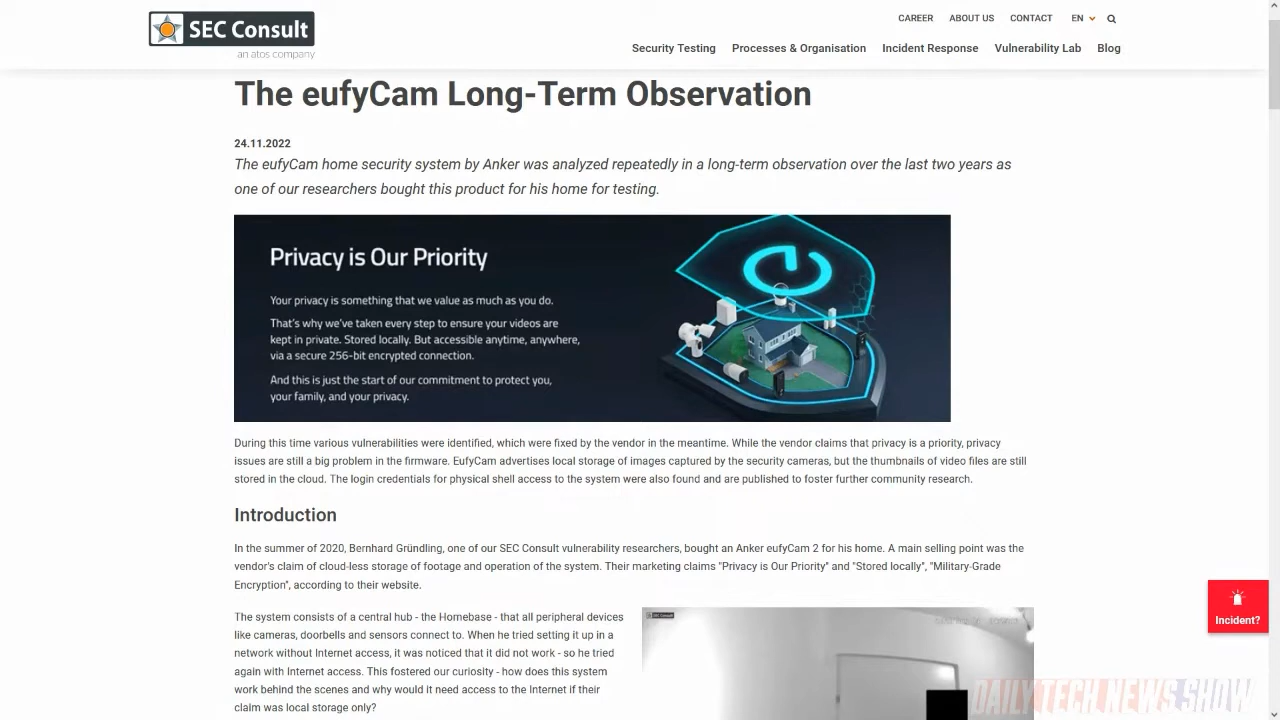 SEC Consult
an atos company
CAREER ABOUT US CONTACT EN
Security Testing Processes & Organisation Incident Response Vulnerability Lab Blog
The eufyCam Long-Term Observation
24.11.2022
The eufyCam home security system by Anker was analyzed repeatedly in a long-term observation over the last two years as
one of our researchers bought this product for his home for testing.
Privacy is Our Priority
Your privacy is something that we value as much as you do.
That's why we've taken every step to ensure your videos are
kept in private. Stored locally. But accessible anytime, anywhere,
via a secure 256-bit encrypted connection.
And this is just the start of our commitment to protect you,
your family, and your privacy.
During this time various vulnerabilities were identified, which were fixed by the vendor in the meantime. While the vendor claims that privacy is a priority, privacy
issues are still a big problem in the firmware. EufyCam advertises local storage of images captured by the security cameras, but the thumbnails of video files are still
stored in the cloud. The login credentials for physical shell access to the system were also found and are published to foster further community research.
Introduction
In the summer of 2020, Bernhard Gründling, one of our SEC Consult vulnerability researchers, bought an Anker eufyCam 2 for his home. A main selling point was the
vendor's claim of cloud-less storage of footage and operation of the system. Their marketing claims "Privacy is Our Priority" and "Stored locally", "Military-Grade
Encryption", according to their website.
The system consists of a central hub - the Homebase - that all peripheral devices
like cameras, doorbells and sensors connect to. When he tried setting it up in a
network without Internet access, it was noticed that it did not work - so he tried
again with Internet access. This fostered our curiosity - how does this system
work behind the scenes and why would it need access to the Internet if their
claim was local storage only?
SEC Consult
Incident?
DAILY TECH NEWS SHOW